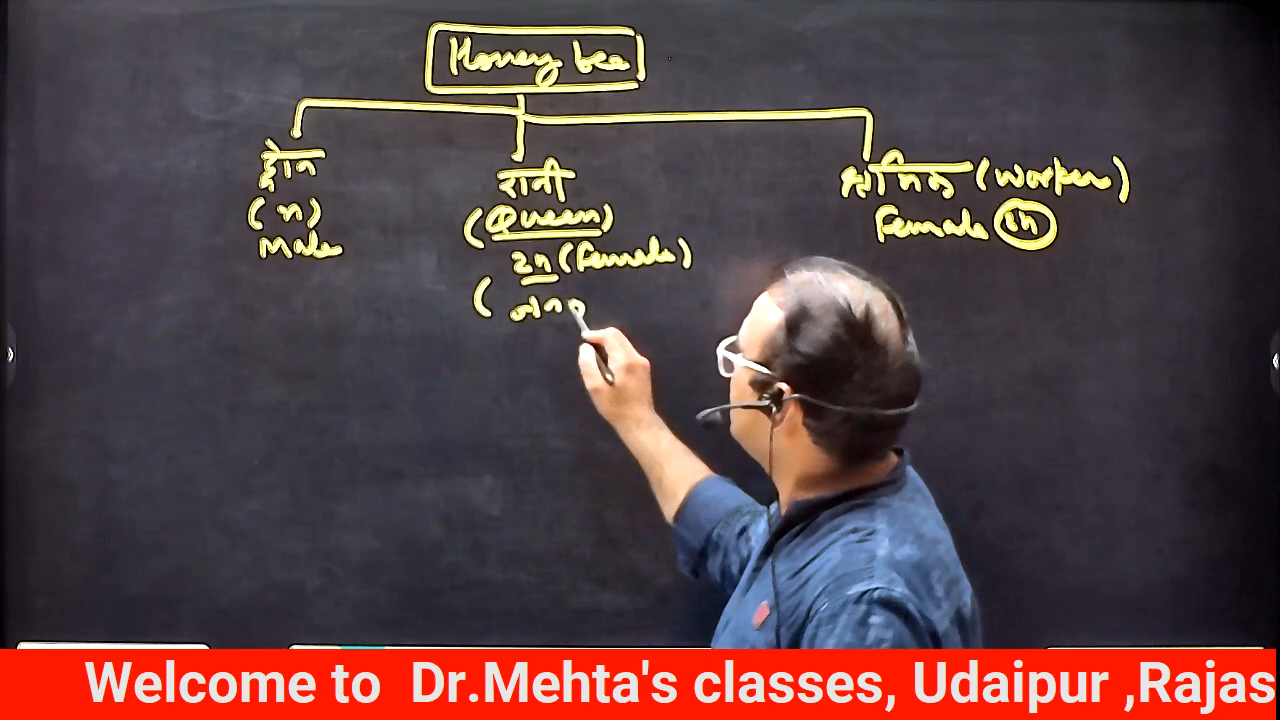 Honey bee
ड्रोन
(n)
Male
रानी
(Queen)
2n (Female)
श्रमिक (Worker)
Female 2n
Welcome to Dr.Mehta's classes, Udaipur ,Rajas